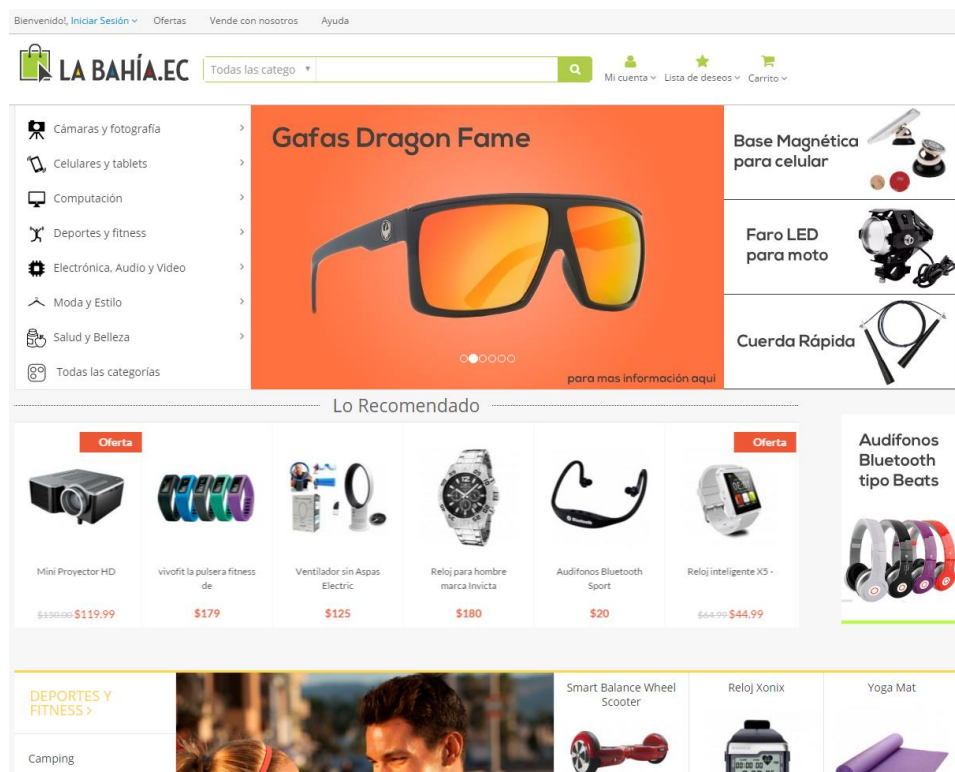 Bienvenido!, Iniciar Sesión
Ofertas
Vende con nosotros
Ayuda
LA BAHÍA.EC
Todas las catego
Mi cuenta
Lista de deseos
Carrito
Cámaras y fotografía
Celulares y tablets
Computación
Deportes y fitness
Electrónica, Audio y Video
Moda y Estilo
Salud y Belleza
Todas las categorías
Gafas Dragon Fame
para mas información aqui
Base Magnética
para celular
Faro LED
para moto
Cuerda Rápida
Lo Recomendado
Oferta
Mini Proyector HD
$150.00 $119.99
vivofit la pulsera fitness
de
$179
Ventilador sin Aspas
Electric
$125
Reloj para hombre
marca Invicta
$180
Bluetooth
Audifonos Bluetooth
Sport
$20
Oferta
Reloj inteligente X5 -
$64.99 $44.99
Audífonos
Bluetooth
tipo Beats
DEPORTES Y
FITNESS >
Camping
Smart Balance Wheel
Scooter
Reloj Xonix
Yoga Mat